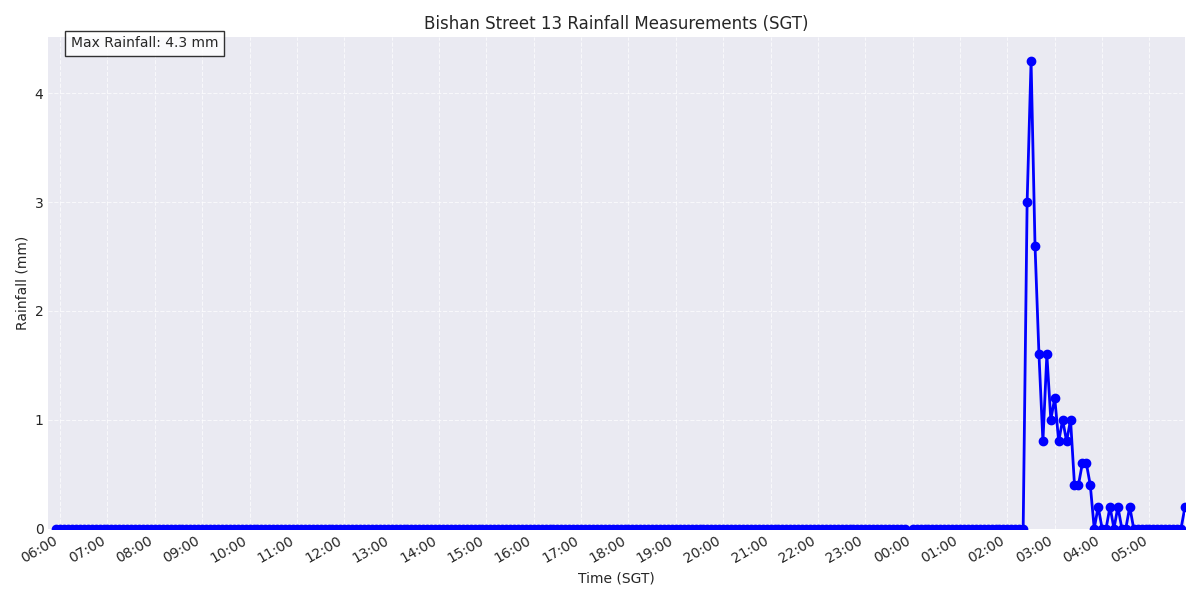 Bishan Street 13 Rainfall Measurements (SGT)
Max Rainfall: 4.3 mm
Rainfall (mm)
4
3
2
1
0
06:00 07:00 08:00 09:00 10:00 11:00 12:00 13:00 14:00 15:00 16:00 17:00 18:00 19:00 20:00 21:00 22:00 23:00 00:00 01:00 02:00 03:00 04:00 05:00
Time (SGT)